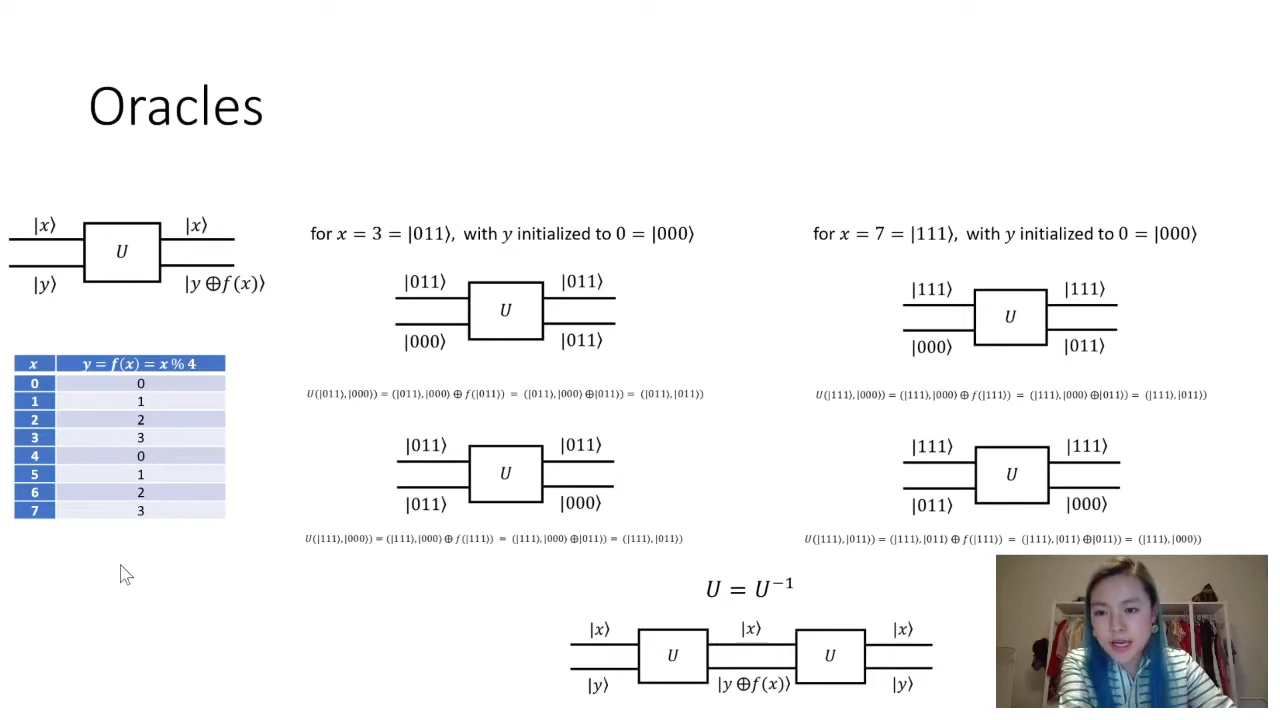 Oracles
|x⟩ |x⟩
U
|y⟩ |y ⊕f(x)⟩
x y = f(x) = x % 4
0 0
1 1
2 2
3 3
4 0
5 1
6 2
7 3
for x = 3 = |011⟩, with y initialized to 0 = |000⟩
|011⟩ |011⟩
U
|000⟩ |011⟩
U(|011⟩,|000⟩) = (|011⟩,|000⟩ ⊕ f(|011⟩) = (|011⟩,|000⟩ ⊕|011⟩) = (|011⟩,|011⟩)
|011⟩ |011⟩
U
|011⟩ |000⟩
U(|111⟩,|000⟩) = (|111⟩,|000⟩ ⊕ f(|111⟩) = (|111⟩,|000⟩ ⊕|011⟩) = (|111⟩,|011⟩)
for x = 7 = |111⟩, with y initialized to 0 = |000⟩
|111⟩ |111⟩
U
|000⟩ |011⟩
U(|111⟩,|000⟩) = (|111⟩,|000⟩ ⊕ f(|111⟩) = (|111⟩,|000⟩ ⊕|011⟩) = (|111⟩,|011⟩)
|111⟩ |111⟩
U
|011⟩ |000⟩
U(|111⟩,|011⟩) = (|111⟩,|011⟩ ⊕ f(|111⟩) = (|111⟩,|011⟩ ⊕|011⟩) = (|111⟩,|000⟩)
U = U⁻¹
|x⟩ |x⟩ |x⟩
U U
|y⟩ |y ⊕f(x)⟩ |y⟩